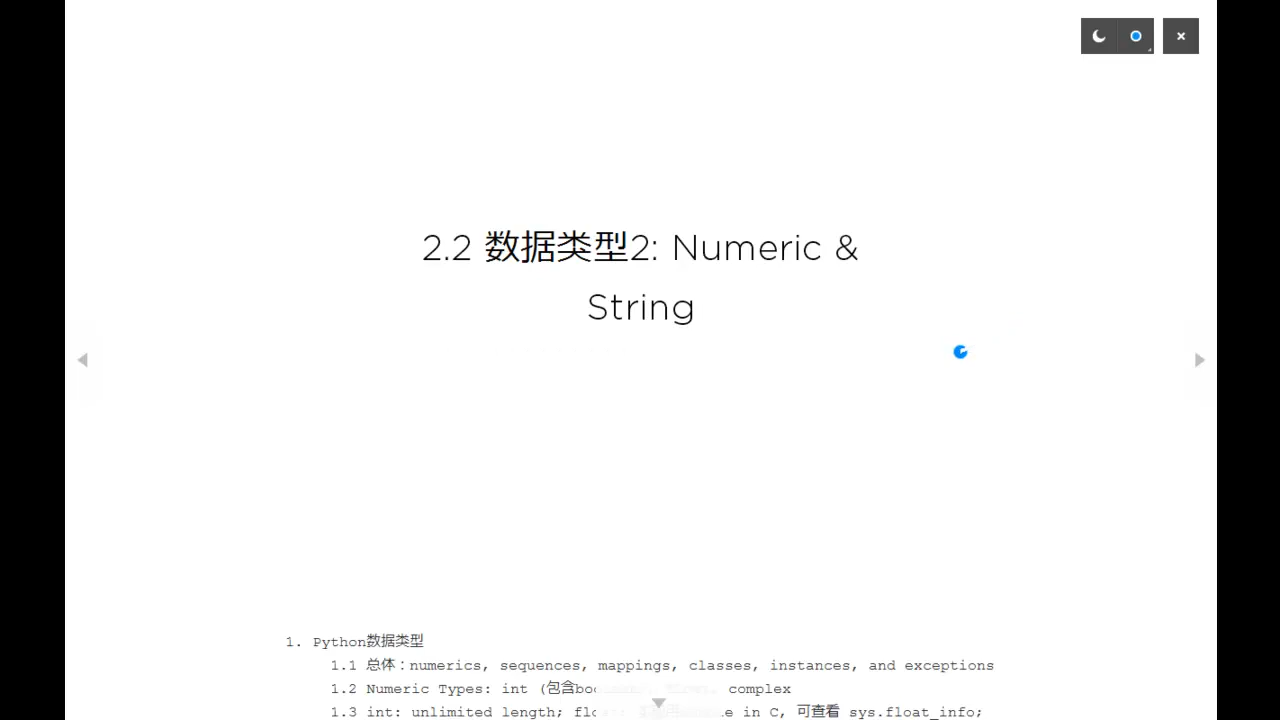 2.2 数据类型2: Numeric &
String
1. Python数据类型
1.1 总体：numerics, sequences, mappings, classes, instances, and exceptions
1.2 Numeric Types: int (包含 complex
1.3 int: unlimited length; in C, 可查看 sys.float_info;